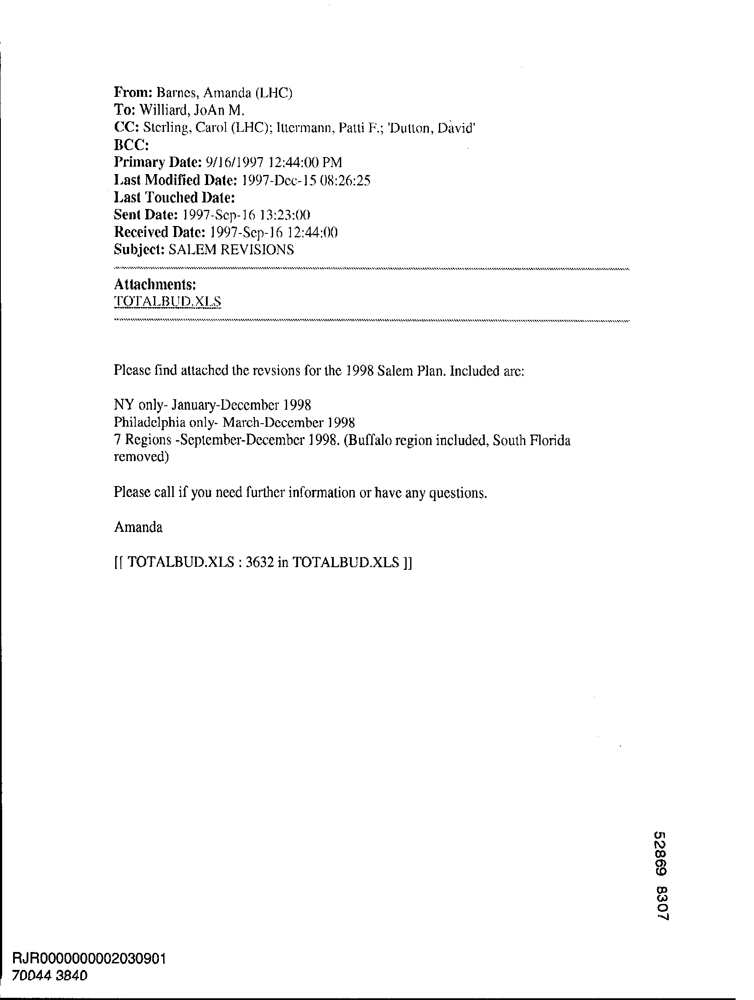 From: Barnes, Amanda (LHC)
To: Williard, JoAn M.
CC: Sterling, Carol (LHC); Ittermann, Patti F.; 'Dutton, David'
BCC:
Primary Date: 9/16/1997 12:44:00 PM
Last Modified Date: 1997-Dec-15 08:26:25
Last Touched Date:
Sent Date: 1997-Sep-16 13:23:00
Received Date: 1997-Sep-16 12:44:00
Subject: SALEM REVISIONS
Attachments:
TOTALBUD.XLS
Please find attached the revsions for the 1998 Salem Plan. Included are:
NY only- January-December 1998
Philadelphia only- March-December 1998
7 Regions -September-December 1998. (Buffalo region included, South Florida
removed)
Please call if you need further information or have any questions.
Amanda
[[ TOTALBUD.XLS : 3632 in TOTALBUD.XLS ]]
52869 8307
RJR0000000002030901
70044 3840